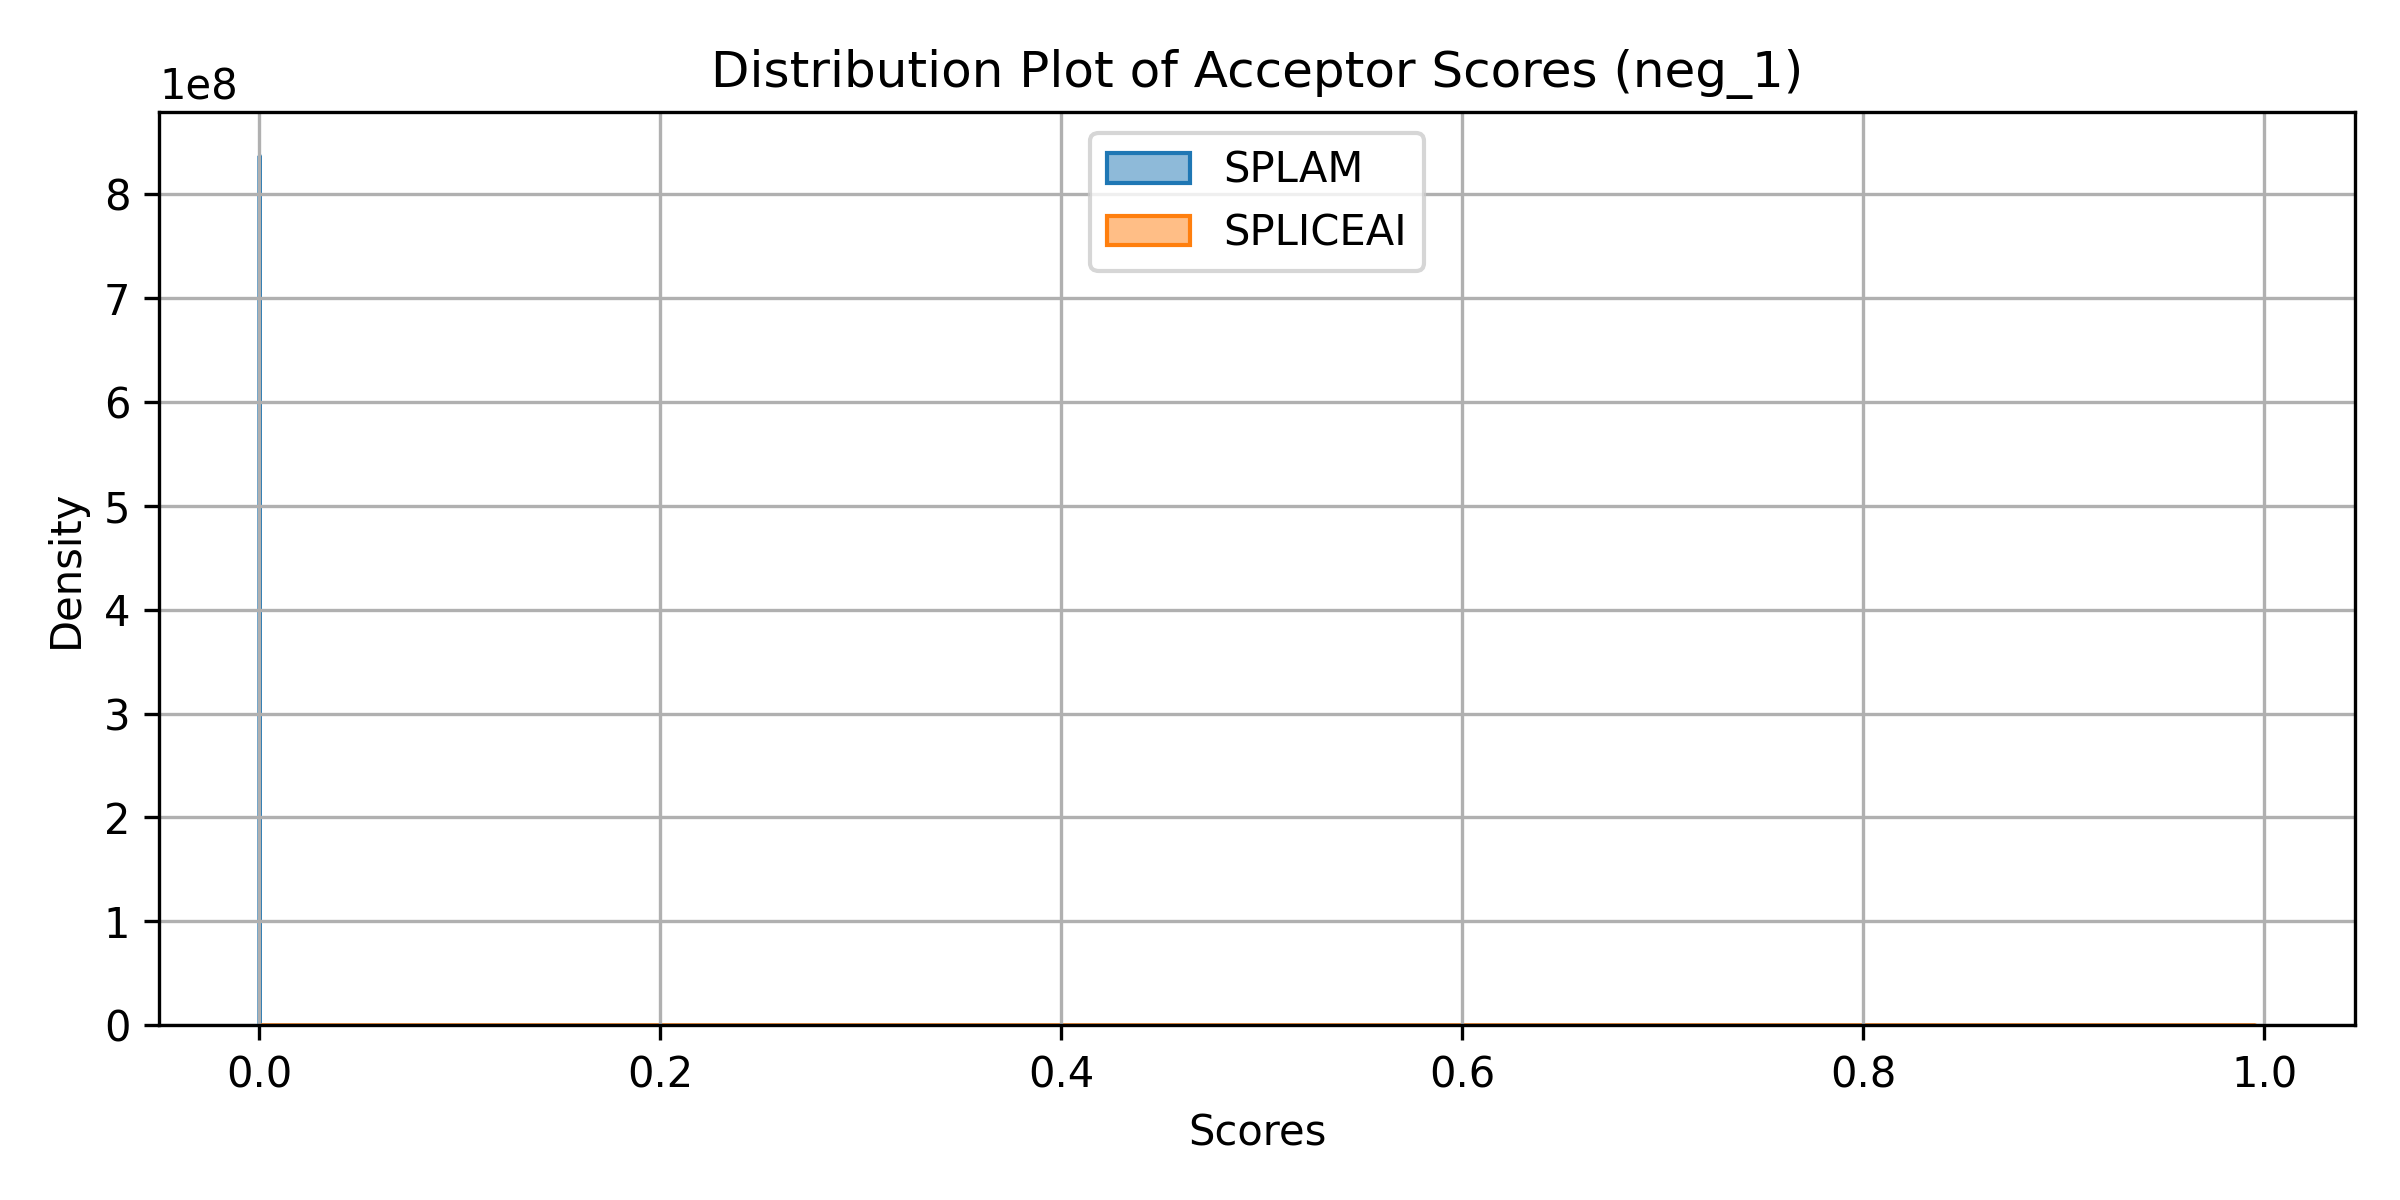 Distribution Plot of Acceptor Scores (neg_1)
1e8
SPLAM
SPLICEAI
8
7
6
5
4
3
2
1
0
Density
0.0 0.2 0.4 0.6 0.8 1.0
Scores